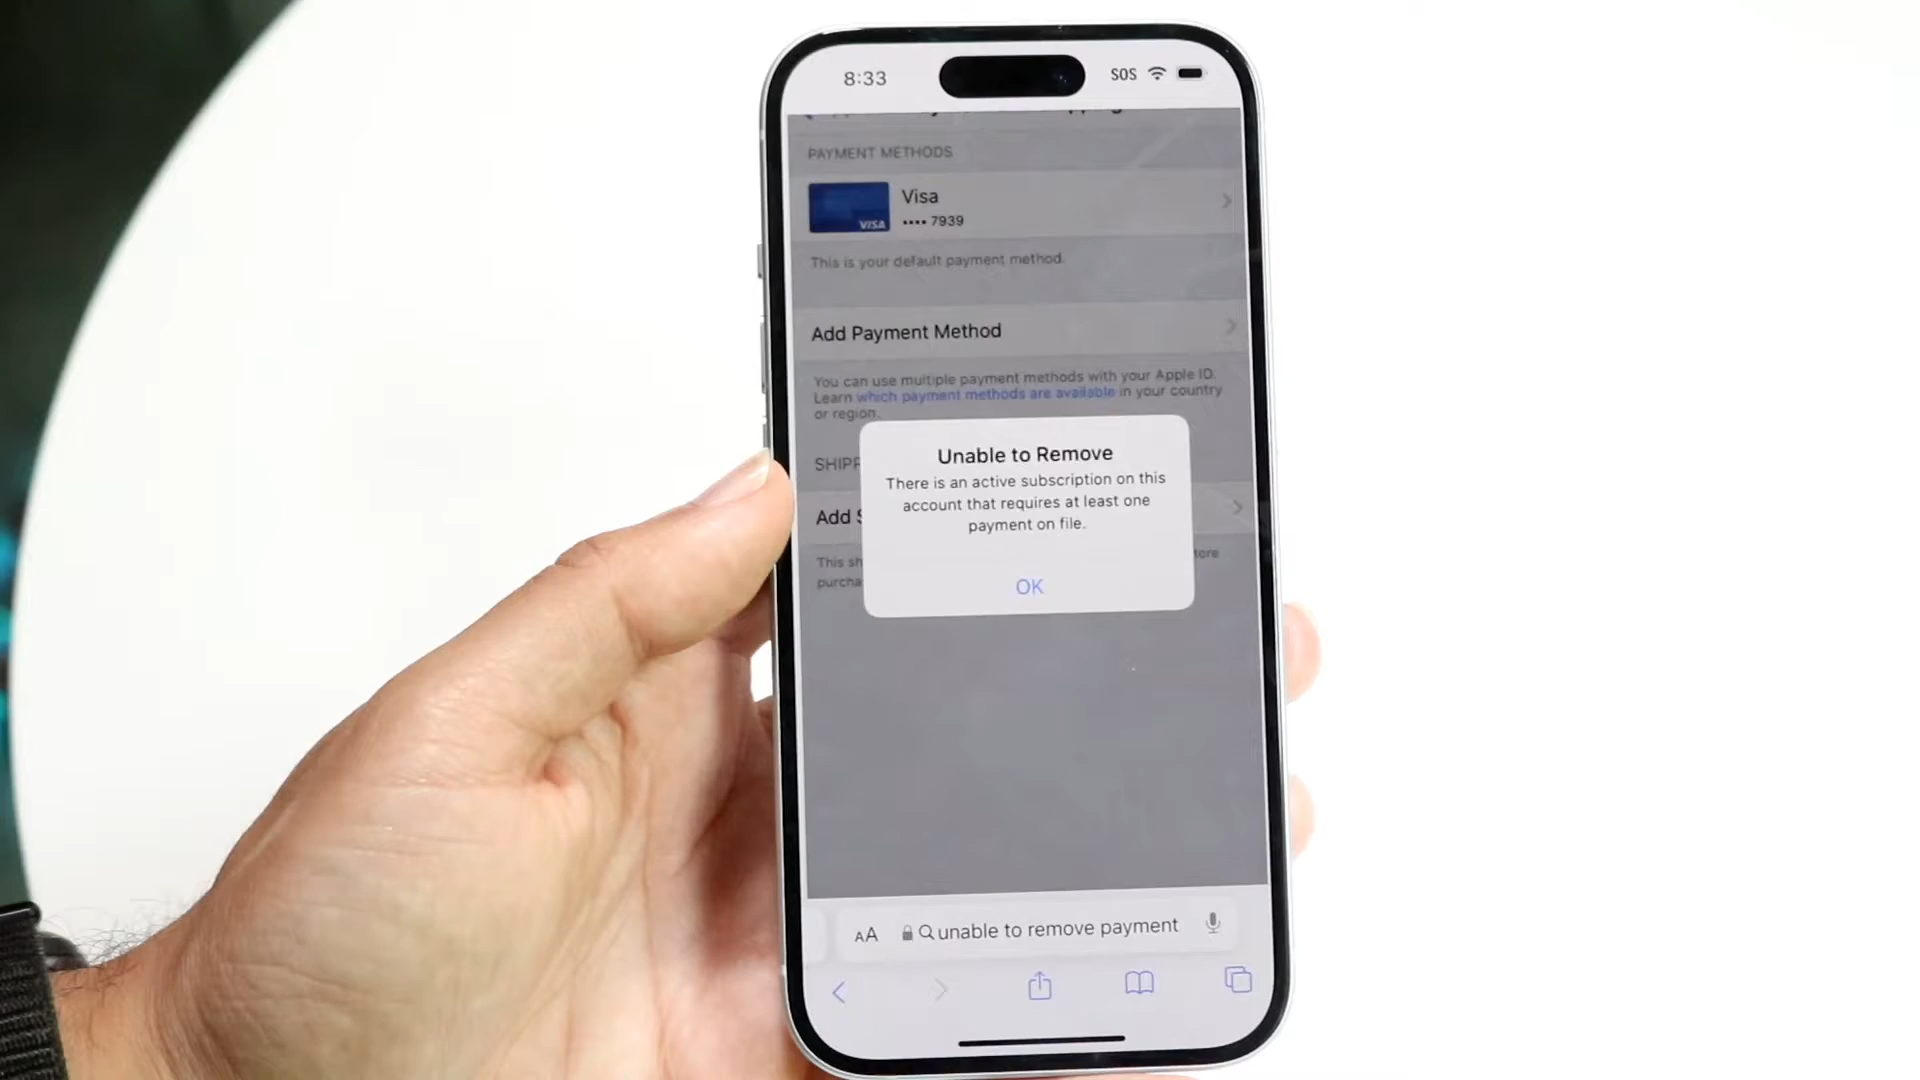 8:33
SOS
PAYMENT METHODS
Visa
VISA
•••• 7939
This is your default payment method.
Add Payment Method
You can use multiple payment methods with your Apple ID.
Learn which payment methods are available in your country
or region.
Unable to Remove
There is an active subscription on this
account that requires at least one
payment on file.
OK
This
purcha
AA
unable to remove payment